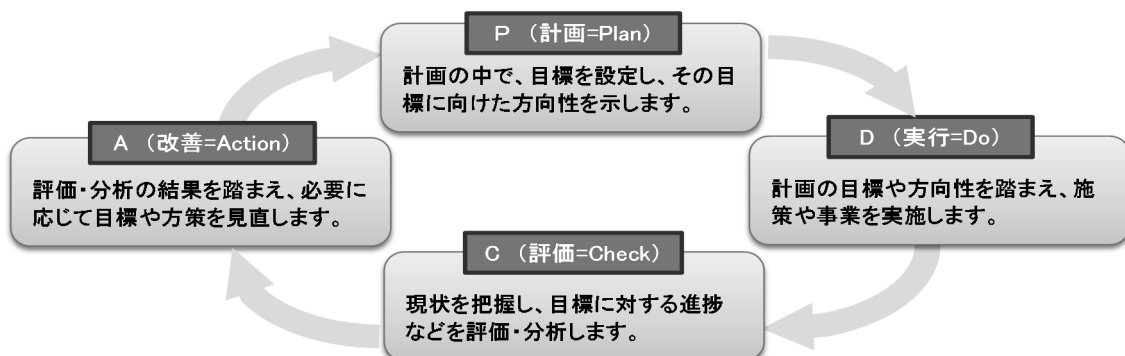 P （計画=Plan）
計画の中で、目標を設定し、その目
標に向けた方向性を示します。
A （改善=Action）
評価・分析の結果を踏まえ、必要に
応じて目標や方策を見直します。
D （実行=Do）
計画の目標や方向性を踏まえ、施
策や事業を実施します。
C （評価=Check）
現状を把握し、目標に対する進捗
などを評価・分析します。